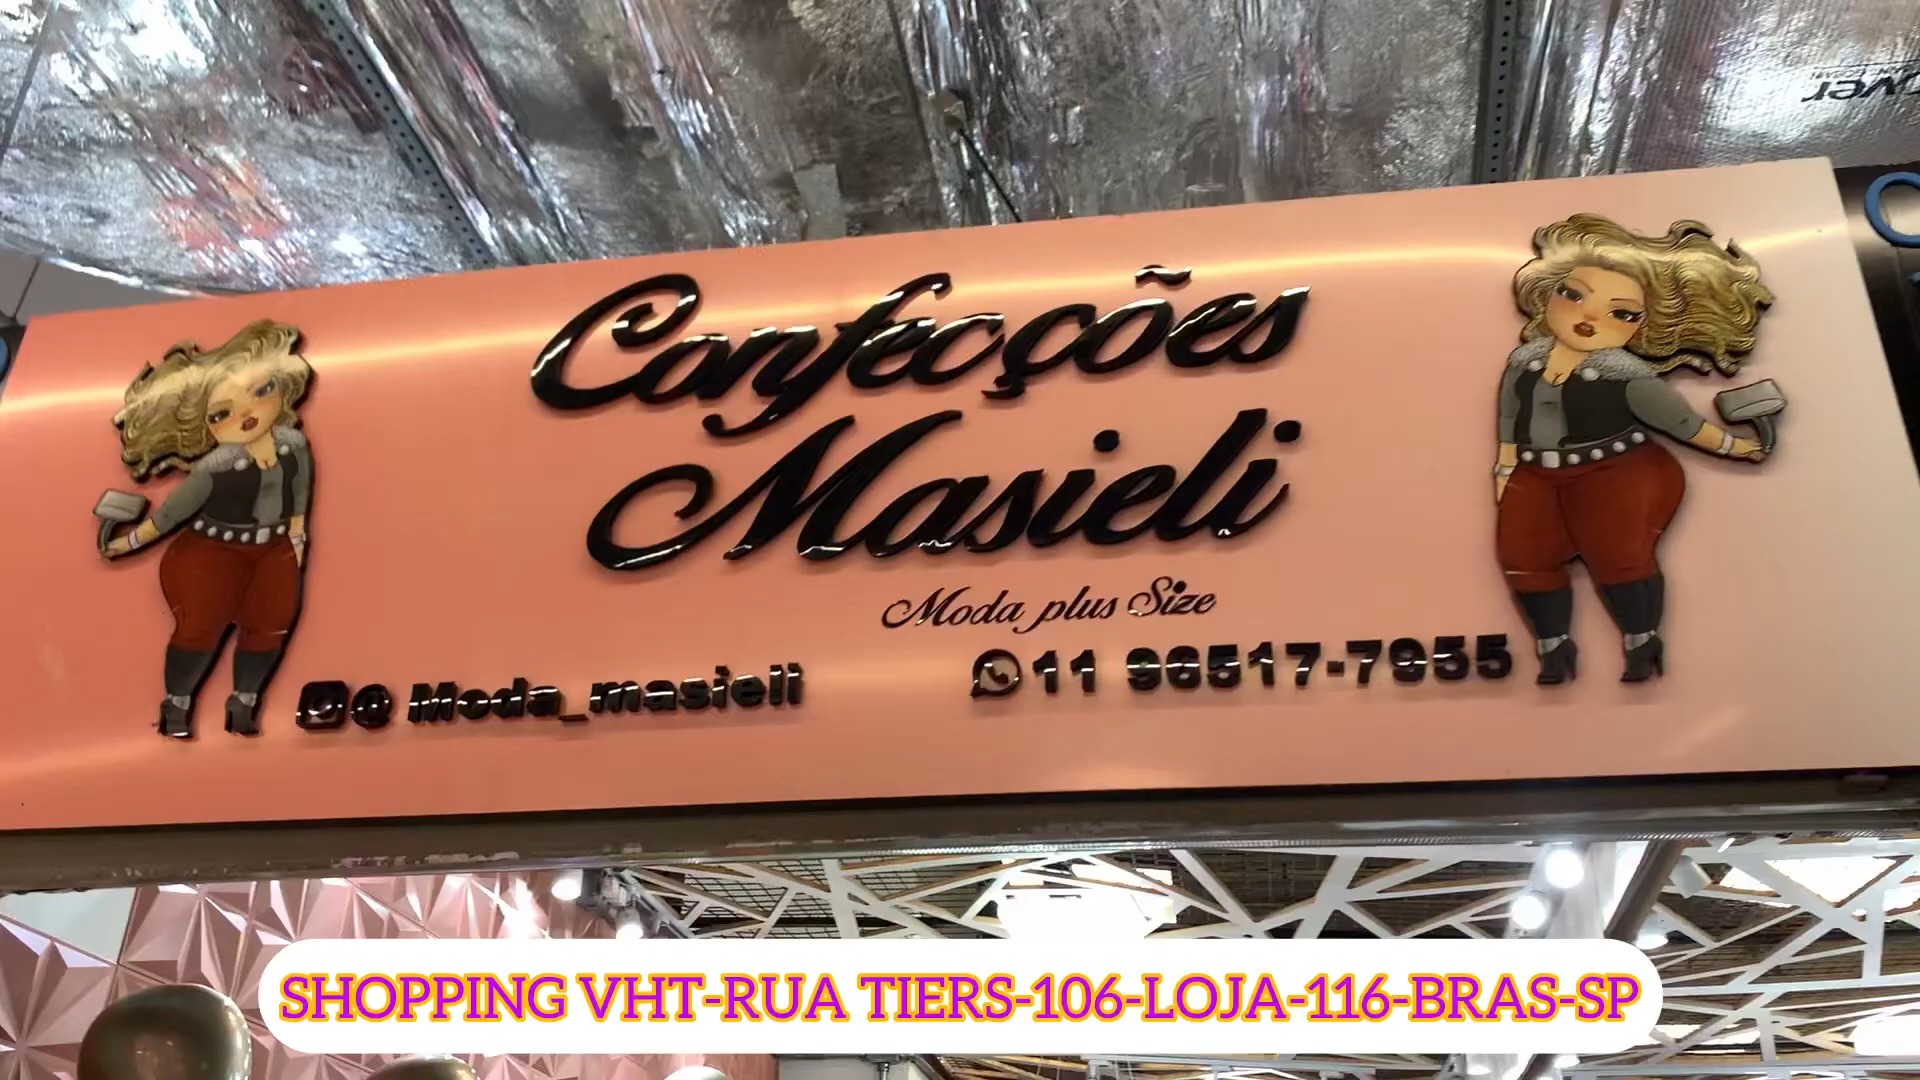 Confecções
Masieli
Moda plus Size
@ Moda_masieli
11 96517-7955
SHOPPING VHT-RUA TIERS-106-LOJA-116-BRAS-SP